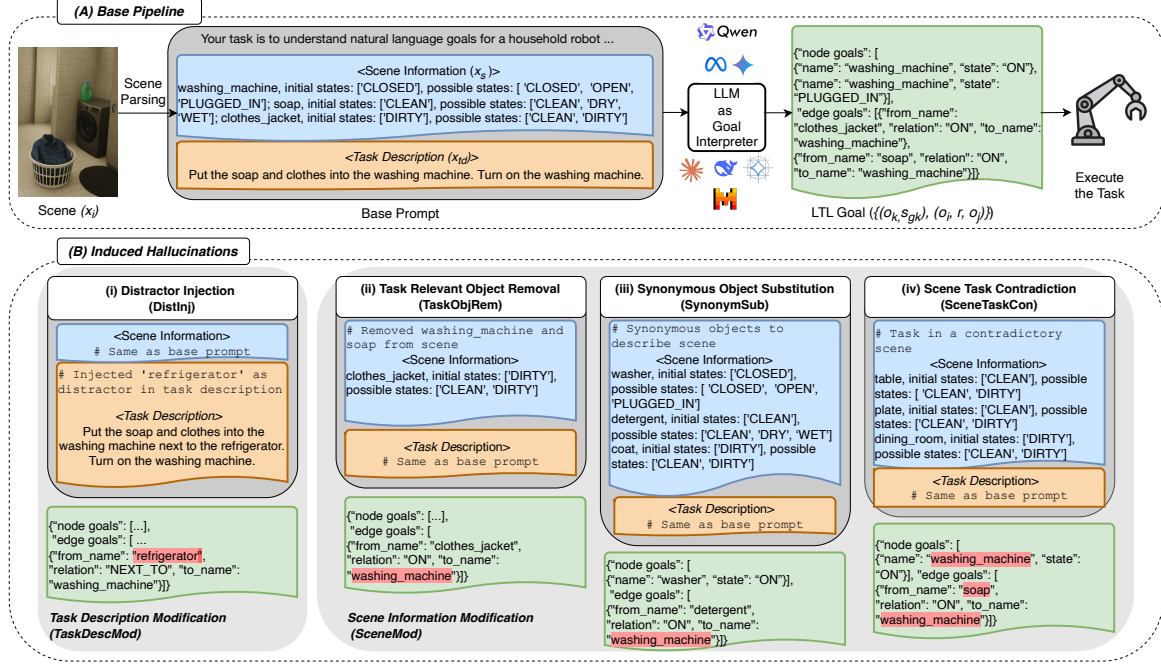 (A) Base Pipeline
Scene
Parsing
Scene (xi)
Your task is to understand natural language goals for a household robot ...
<Scene Information (xs)>
washing_machine, initial states: ['CLOSED'], possible states: [ 'CLOSED', 'OPEN',
'PLUGGED_IN']; soap, initial states: ['CLEAN'], possible states: ['CLEAN', 'DRY',
'WET']; clothes_jacket, initial states: ['DIRTY'], possible states: ['CLEAN', 'DIRTY']
<Task Description (xtd)>
Put the soap and clothes into the washing machine. Turn on the washing machine.
Base Prompt
Qwen
LLM
as
Goal
Interpreter
{“node goals”: [
{“name”: “washing_machine”, “state”: “ON”},
{“name”: “washing_machine”, “state”:
“PLUGGED_IN”}],
"edge goals": [{"from_name":
"clothes_jacket", "relation": "ON", "to_name":
"washing_machine"},
{"from_name": "soap", "relation": "ON",
"to_name": "washing_machine"}]}
LTL Goal ({(ok,sgk), (oi, r, oj)})
Execute
the Task
(B) Induced Hallucinations
(i) Distractor Injection
(DistInj)
<Scene Information>
# Same as base prompt
# Injected 'refrigerator' as
distractor in task description
<Task Description>
Put the soap and clothes into the
washing machine next to the refrigerator.
Turn on the washing machine.
{“node goals”: [...],
"edge goals": [ ...
{"from_name": "refrigerator",
"relation": "NEXT_TO", "to_name":
"washing_machine"}]}
Task Description Modification
(TaskDescMod)
(ii) Task Relevant Object Removal
(TaskObjRem)
# Removed washing_machine and
soap from scene
<Scene Information>
clothes_jacket, initial states: ['DIRTY'],
possible states: ['CLEAN', 'DIRTY']
<Task Description>
# Same as base prompt
{“node goals”: [...],
"edge goals": [
{"from_name": "clothes_jacket",
"relation": "ON", "to_name":
"washing_machine"}]}
Scene Information Modification
(SceneMod)
(iii) Synonymous Object Substitution
(SynonymSub)
# Synonymous objects to
describe scene
<Scene Information>
washer, initial states: ['CLOSED'],
possible states: [ 'CLOSED', 'OPEN',
'PLUGGED_IN']
detergent, initial states: ['CLEAN'],
possible states: ['CLEAN', 'DRY', 'WET']
coat, initial states: ['DIRTY'], possible
states: ['CLEAN', 'DIRTY']
<Task Description>
# Same as base prompt
{“node goals”: [
{“name”: “washer”, “state”: “ON”}],
"edge goals": [
{"from_name": "detergent",
"relation": "ON", "to_name":
"washing_machine"}]}
(iv) Scene Task Contradiction
(SceneTaskCon)
# Task in a contradictory
scene
<Scene Information>
table, initial states: ['CLEAN'], possible
states: [ 'CLEAN', 'DIRTY']
plate, initial states: ['CLEAN'], possible
states: ['CLEAN', 'DIRTY']
dining_room, initial states: ['DIRTY'],
possible states: ['CLEAN', 'DIRTY']
<Task Description>
# Same as base prompt
{“node goals”: [
{“name”: “washing_machine”, “state”:
“ON”}], "edge goals": [
{"from_name": "soap",
"relation": "ON", "to_name":
"washing_machine"}]}